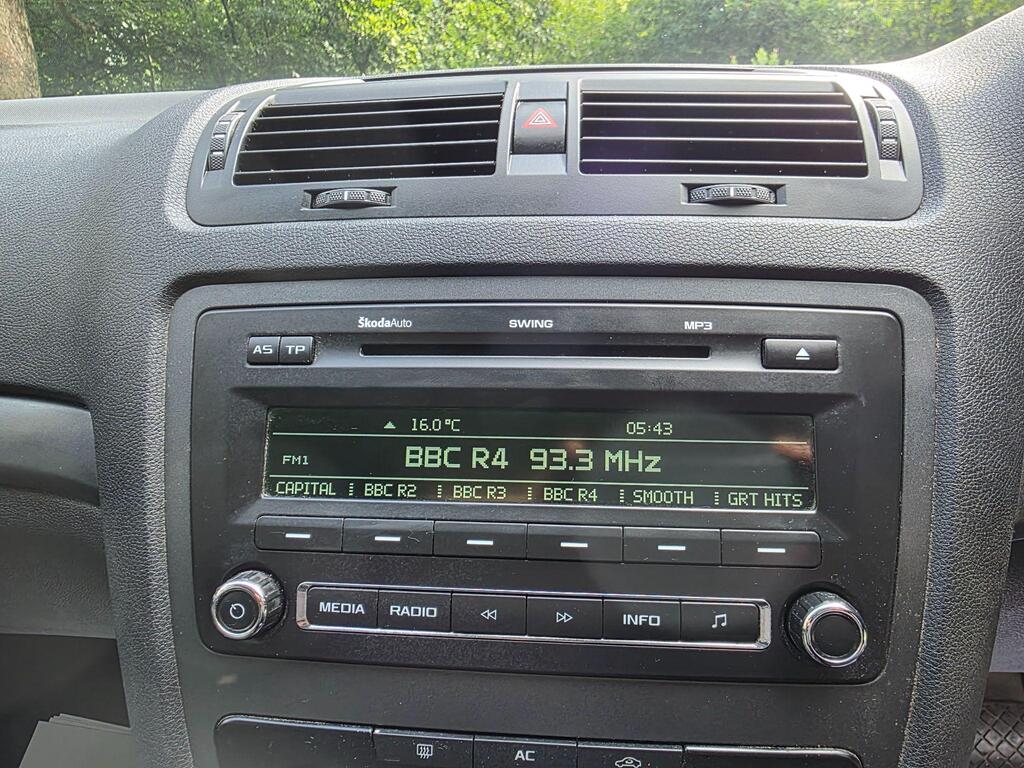 ŠkodaAuto SWING MP3
AS TP
16.0°C 05:43
FM1 BBC R4 93.3 MHz
CAPITAL BBC R2 BBC R3 BBC R4 SMOOTH GRT HITS
MEDIA RADIO INFO
AC